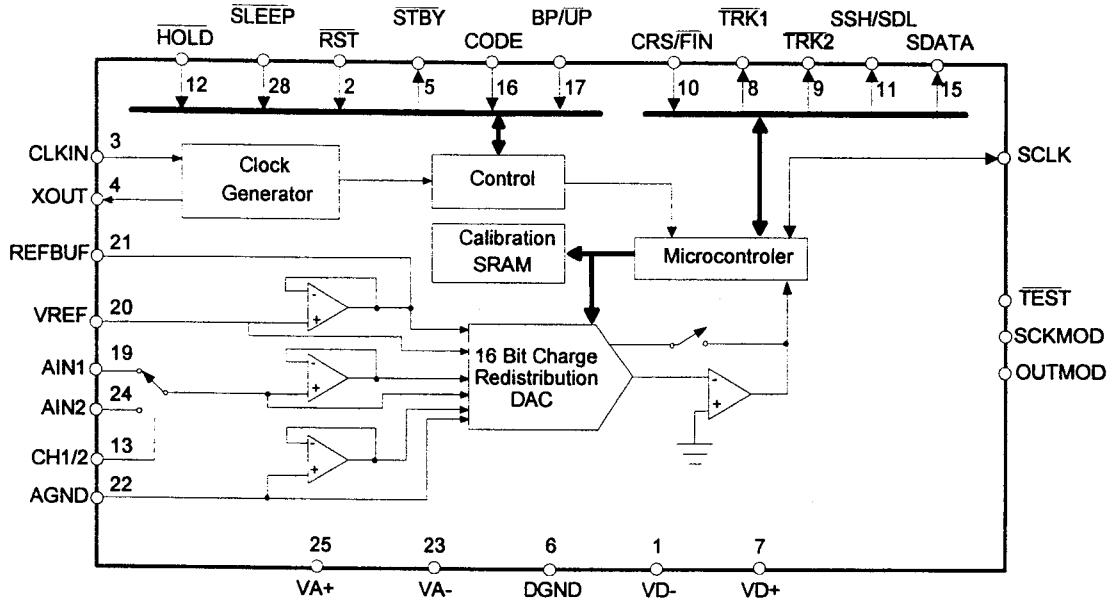 SLEEP STBY BP/UP TRK1 SSH/SDL
HOLD RST CODE CRS/FIN TRK2 SDATA
12 28 2 5 16 17 10 8 9 11 15
CLKIN 3
XOUT 4
Clock
Generator
Control
SCLK
REFBUF 21
Calibration
SRAM
Microcontroler
VREF 20
TEST
SCKMOD
OUTMOD
AIN1 19
AIN2 24
CH1/2 13
AGND 22
- +
- +
- +
16 Bit Charge
Redistribution
DAC
- +
25 23 6 1 7
VA+ VA- DGND VD- VD+